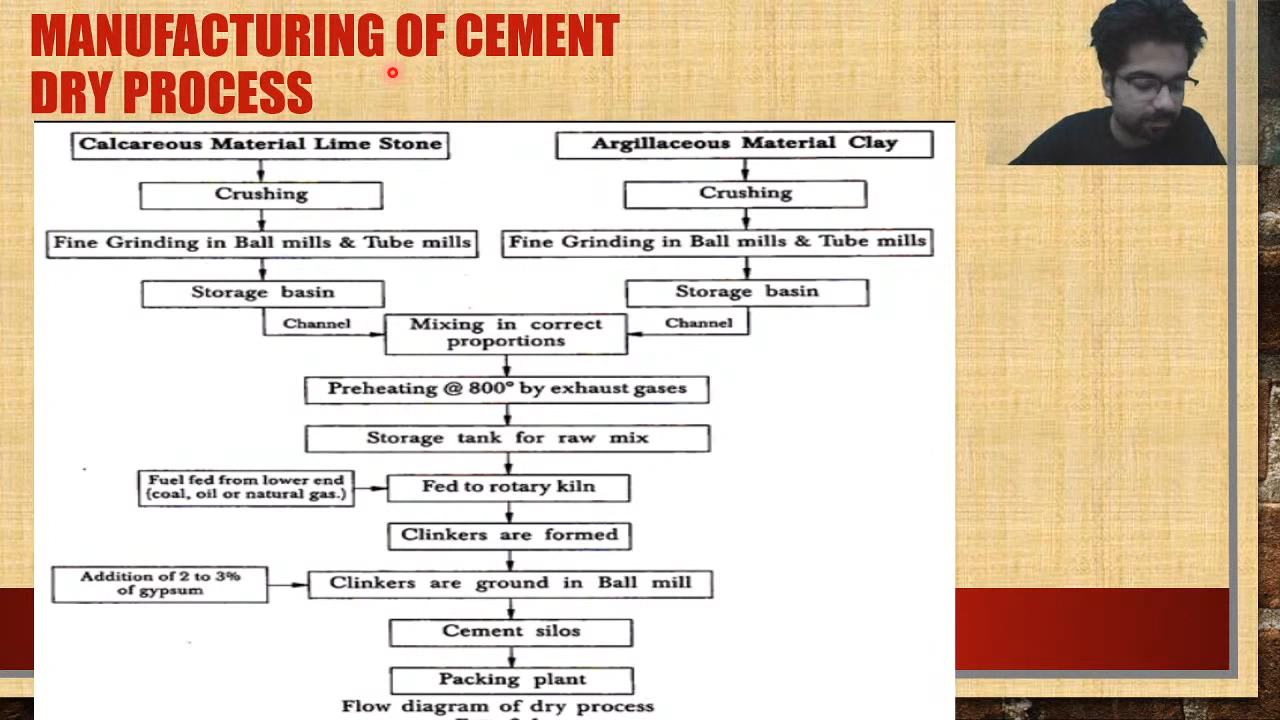 MANUFACTURING OF CEMENT
DRY PROCESS
Calcareous Material Lime Stone
Argillaceous Material Clay
Crushing
Crushing
Fine Grinding in Ball mills & Tube mills
Fine Grinding in Ball mills & Tube mills
Storage basin
Storage basin
Channel
Mixing in correct
proportions
Channel
Preheating @ 800° by exhaust gases
Storage tank for raw mix
Fuel fed from lower end
(coal, oil or natural gas.)
Fed to rotary kiln
Clinkers are formed
Addition of 2 to 3%
of gypsum
Clinkers are ground in Ball mill
Cement silos
Packing plant
Flow diagram of dry process